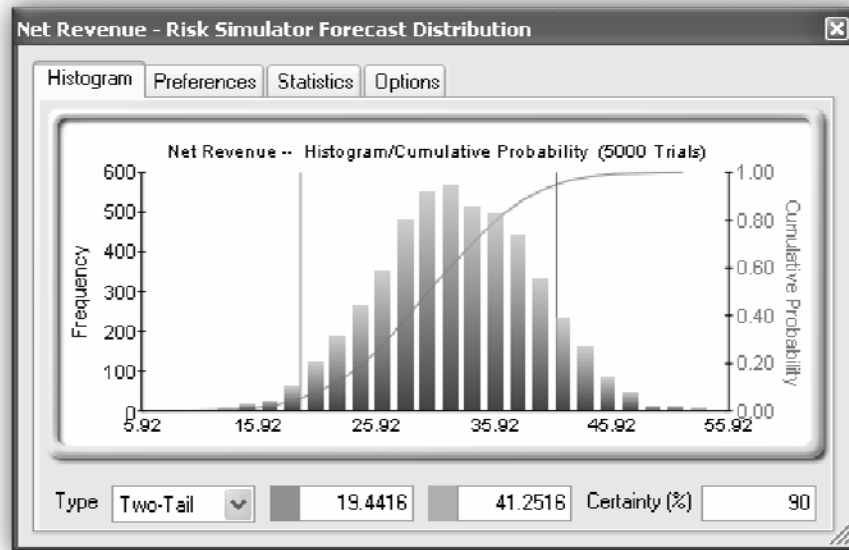 Net Revenue - Risk Simulator Forecast Distribution
Histogram Preferences Statistics Options
Net Revenue -- Histogram/Cumulative Probability (5000 Trials)
600 1.00
500 0.80
400
300 0.60
200 0.40
100 0.20
0 0.00
Frequency
Cumulative Probability
5.92 15.92 25.92 35.92 45.92 55.92
Type Two-Tail 19.4416 41.2516 Certainty (%) 90